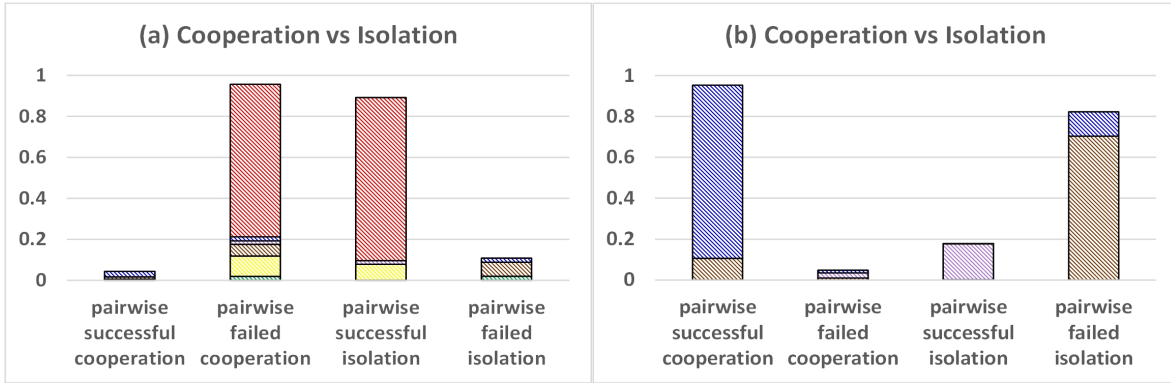 (a) Cooperation vs Isolation
1
0.8
0.6
0.4
0.2
0
pairwise
successful
cooperation
pairwise
failed
cooperation
pairwise
successful
isolation
pairwise
failed
isolation
(b) Cooperation vs Isolation
1
0.8
0.6
0.4
0.2
0
pairwise
successful
cooperation
pairwise
failed
cooperation
pairwise
successful
isolation
pairwise
failed
isolation